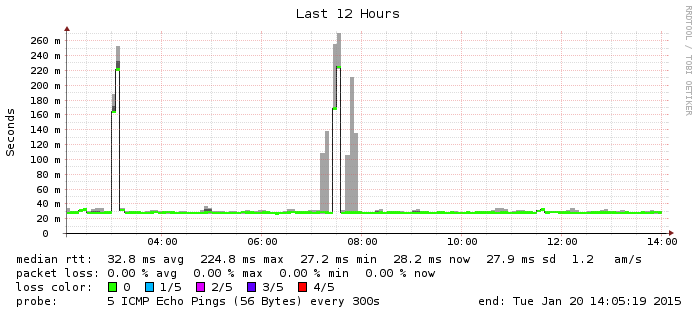 Last 12 Hours
RRDTOOL / TOBI OETIKER
Seconds
260 m
240 m
220 m
200 m
180 m
160 m
140 m
120 m
100 m
80 m
60 m
40 m
20 m
0
04:00 06:00 08:00 10:00 12:00 14:00
median rtt: 32.8 ms avg 224.8 ms max 27.2 ms min 28.2 ms now 27.9 ms sd 1.2 am/s
packet loss: 0.00 % avg 0.00 % max 0.00 % min 0.00 % now
loss color: 0 1/5 2/5 3/5 4/5
probe: 5 ICMP Echo Pings (56 Bytes) every 300s end: Tue Jan 20 14:05:19 2015